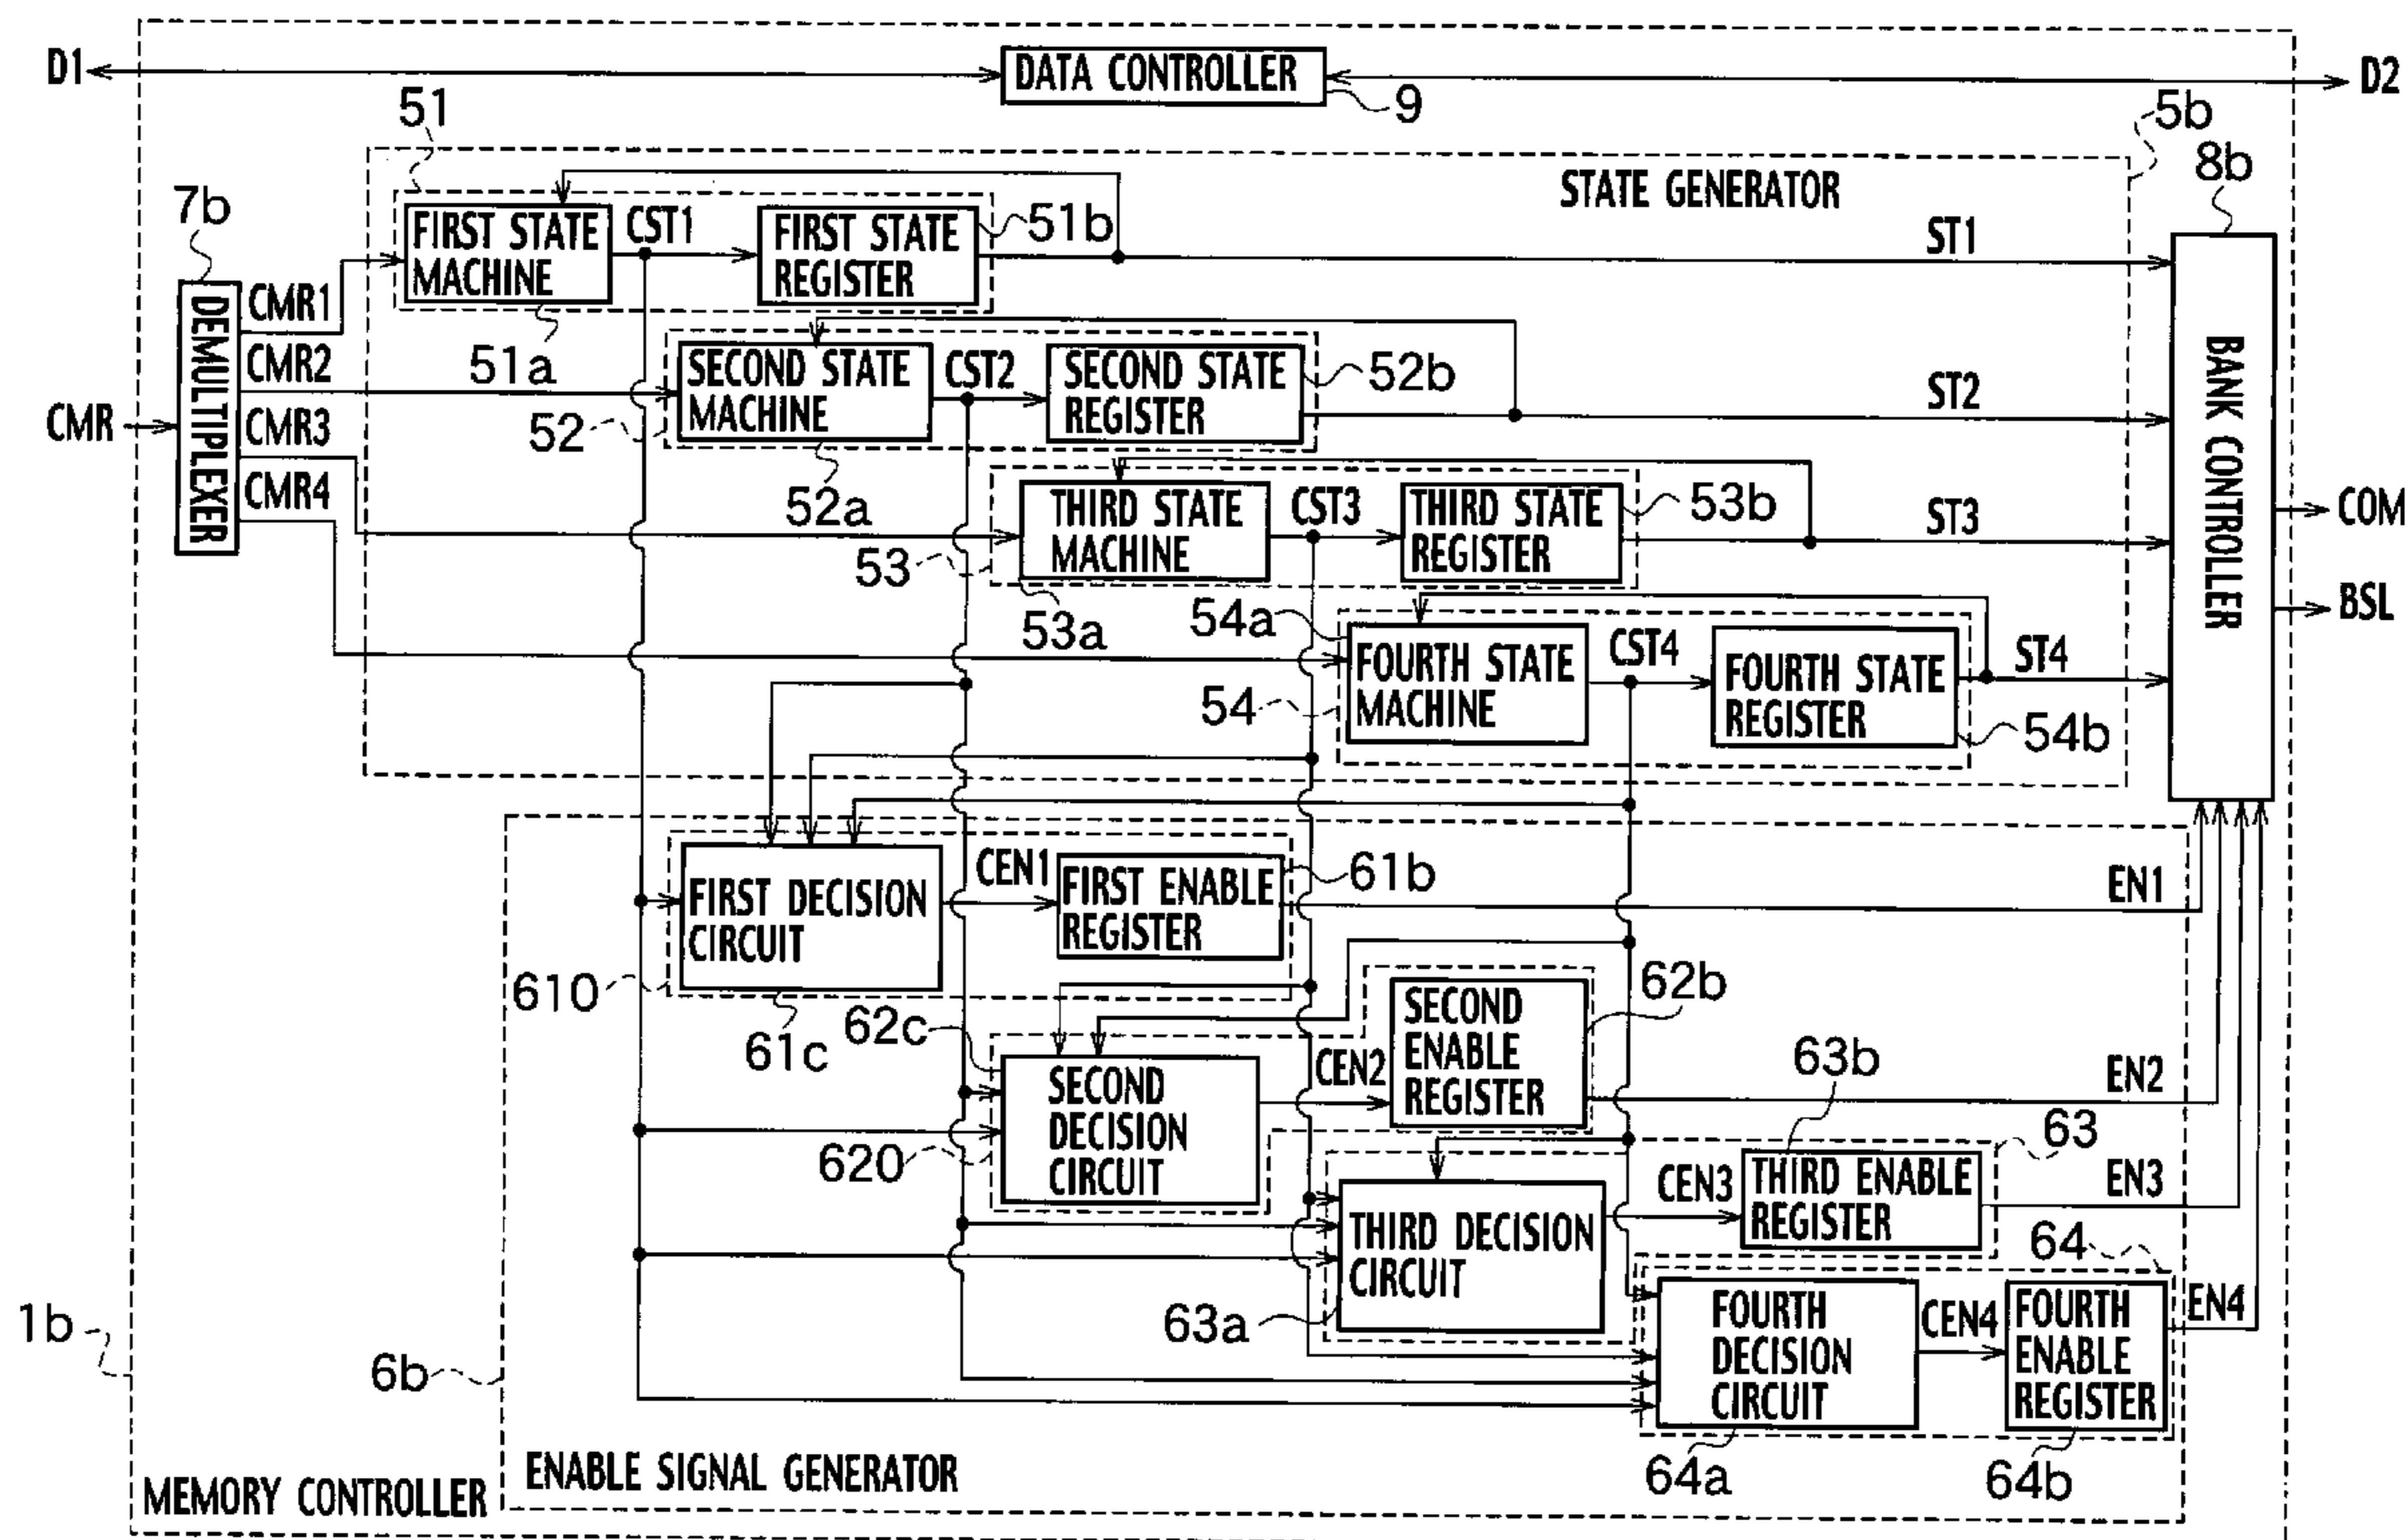 D1
DATA CONTROLLER
D2
9
51
5b
STATE GENERATOR
8b
7b
FIRST STATE
MACHINE
CST1
FIRST STATE
REGISTER
51b
ST1
DEMULTIPLEXER
CMR1
51a
CMR2
SECOND STATE
MACHINE
CST2
SECOND STATE
REGISTER
52b
ST2
BANK CONTROLLER
CMR
CMR3
52
CMR4
52a
THIRD STATE
MACHINE
CST3
THIRD STATE
REGISTER
53b
ST3
COM
53
53a
54a
FOURTH STATE
MACHINE
CST4
FOURTH STATE
REGISTER
ST4
BSL
54
54b
FIRST DECISION
CIRCUIT
CEN1
FIRST ENABLE
REGISTER
61b
EN1
610
61c
62c
SECOND
DECISION
CIRCUIT
CEN2
SECOND
ENABLE
REGISTER
62b
EN2
63b
63
620
THIRD DECISION
CIRCUIT
CEN3
THIRD ENABLE
REGISTER
EN3
64
63a
FOURTH
DECISION
CIRCUIT
CEN4
FOURTH
ENABLE
REGISTER
EN4
1b
6b
64a
64b
ENABLE SIGNAL GENERATOR
MEMORY CONTROLLER